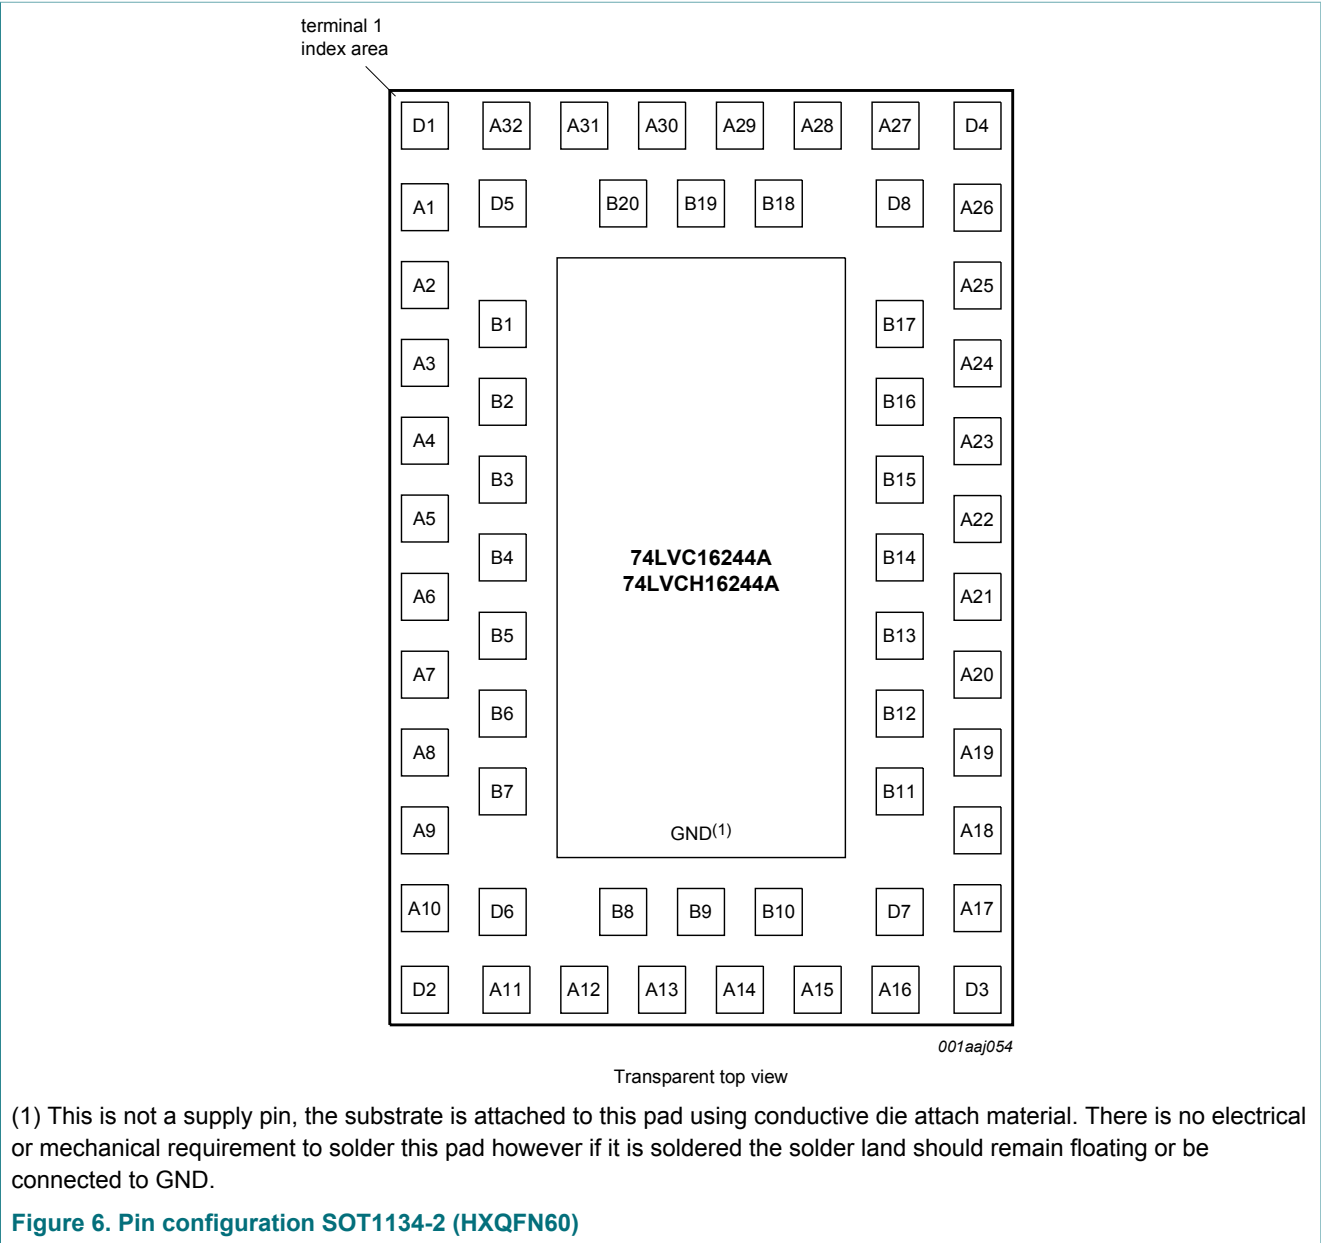 terminal 1
index area
D1 A32 A31 A30 A29 A28 A27 D4
A1 D5 B20 B19 B18 D8 A26
A2 A25
B1 B17
A3 A24
B2 B16
A4 A23
B3 B15
A5 A22
B4 74LVC16244A B14
74LVCH16244A
A6 A21
B5 B13
A7 A20
B6 B12
A8 A19
B7 B11
A9 GND(1) A18
A10 D6 B8 B9 B10 D7 A17
D2 A11 A12 A13 A14 A15 A16 D3
001aaj054
Transparent top view
(1) This is not a supply pin, the substrate is attached to this pad using conductive die attach material. There is no electrical
or mechanical requirement to solder this pad however if it is soldered the solder land should remain floating or be
connected to GND.
Figure 6. Pin configuration SOT1134-2 (HXQFN60)